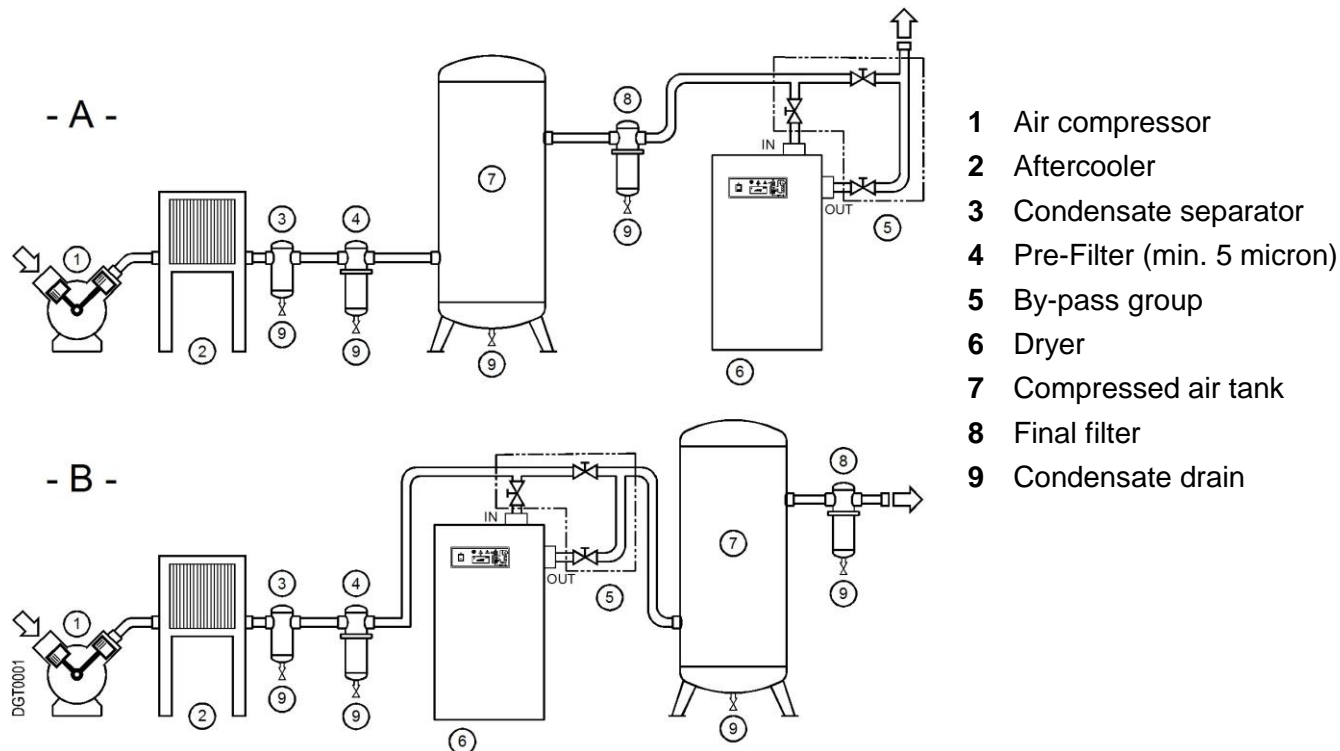 - A -
8
IN
1
3
4
7
OUT
5
9
9
9
2
9
6
- B -
8
IN
1
3
4
7
OUT
5
9
9
9
2
9
6
DGT0001
1 Air compressor
2 Aftercooler
3 Condensate separator
4 Pre-Filter (min. 5 micron)
5 By-pass group
6 Dryer
7 Compressed air tank
8 Final filter
9 Condensate drain